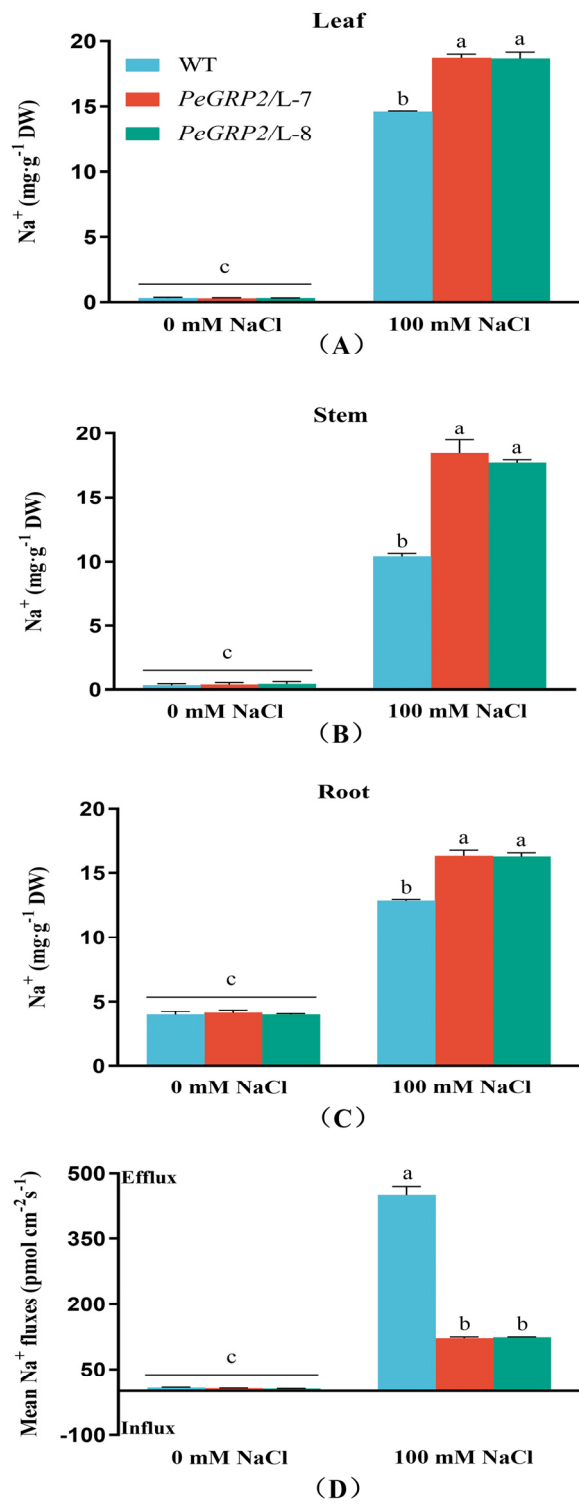 Leaf
Na⁺ (mg·g⁻¹ DW)
20
15
10
5
0
WT
PeGRP2/L-7
PeGRP2/L-8
c
b
a
a
0 mM NaCl
100 mM NaCl
（A）
Stem
Na⁺ (mg·g⁻¹ DW)
20
15
10
5
0
c
b
a
a
0 mM NaCl
100 mM NaCl
（B）
Root
Na⁺ (mg·g⁻¹ DW)
20
15
10
5
0
c
b
a
a
0 mM NaCl
100 mM NaCl
（C）
Mean Na⁺ fluxes (pmol cm⁻²s⁻¹)
500
350
200
50
-100
Efflux
Influx
c
a
b
b
0 mM NaCl
100 mM NaCl
（D）